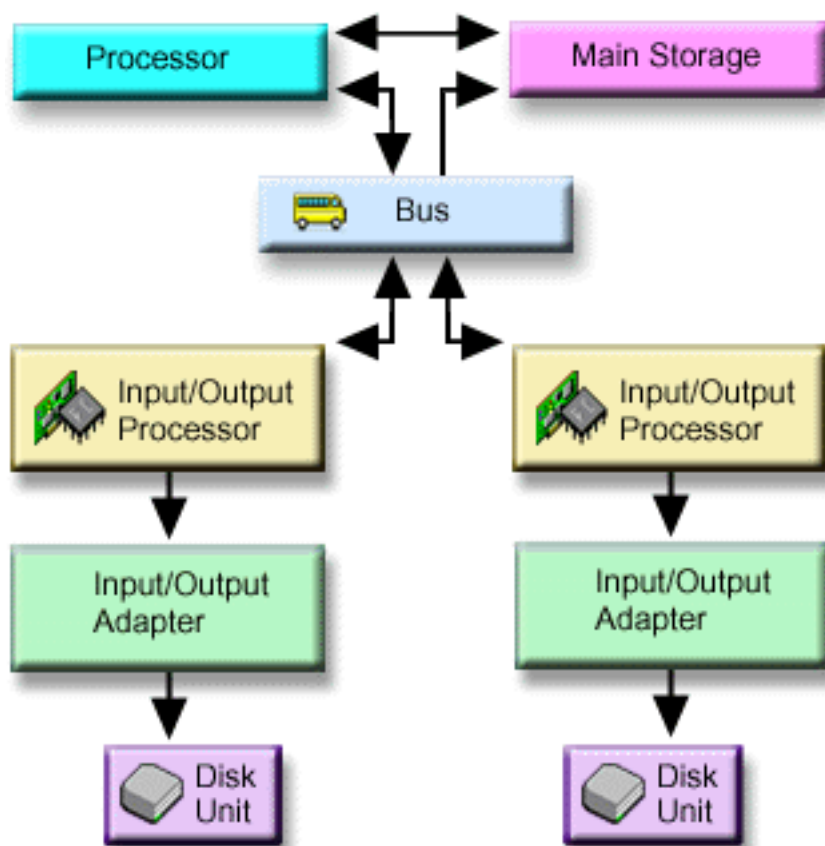 Processor
Main Storage
Bus
Input/Output
Processor
Input/Output
Processor
Input/Output
Adapter
Input/Output
Adapter
Disk
Unit
Disk
Unit